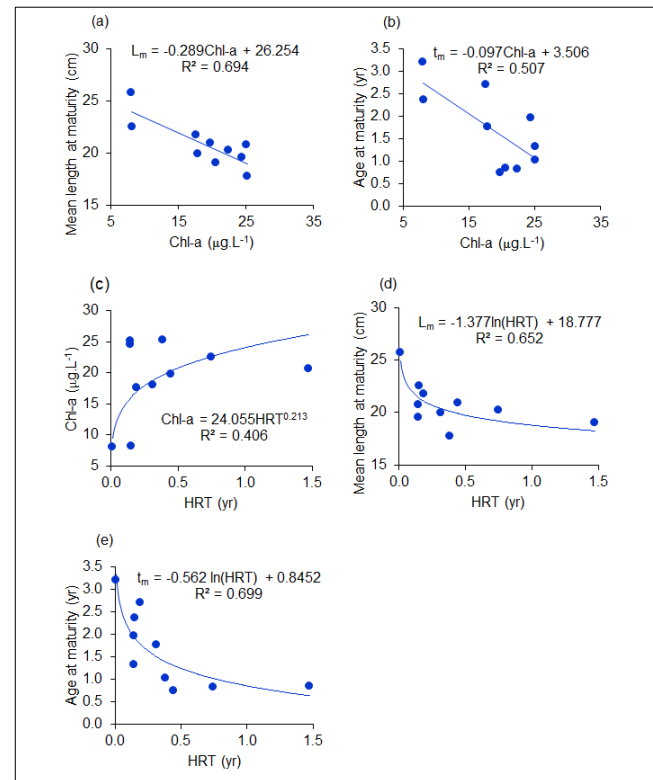 (a)
Lₘ = -0.289Chl-a + 26.254
R² = 0.694
Mean length at maturity (cm)
30
25
20
15
5 15 25 35
Chl-a (µg.L⁻¹)
(b)
tₘ = -0.097Chl-a + 3.506
R² = 0.507
Age at maturity (yr)
3.5
3.0
2.5
2.0
1.5
1.0
0.5
0.0
5 15 25 35
Chl-a (µg.L⁻¹)
(c)
Chl-a (µg.L⁻¹)
30
25
20
15
10
5
Chl-a = 24.055HRT⁰·²¹³
R² = 0.406
0.0 0.5 1.0 1.5
HRT (yr)
(d)
Lₘ = -1.377ln(HRT) + 18.777
R² = 0.652
Mean length at maturity (cm)
30
25
20
15
0.0 0.5 1.0 1.5
HRT (yr)
(e)
tₘ = -0.562 ln(HRT) + 0.8452
R² = 0.699
Age at maturity (yr)
3.5
3.0
2.5
2.0
1.5
1.0
0.5
0.0
0.0 0.5 1.0 1.5
HRT (yr)